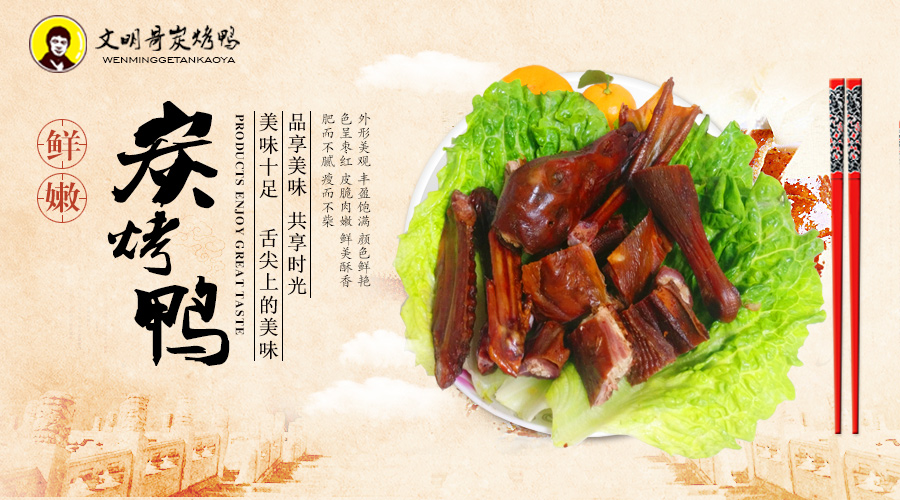 文明哥炭烤鸭
WENMINGGETANKAOYA
鲜嫩
炭烤鸭
PRODUCTS ENJOY GREAT TASTE
品享美味 共享时光
美味十足 舌尖上的美味
外形美观 丰盈饱满 颜色鲜艳
色呈枣红 皮脆肉嫩 鲜美酥香
肥而不腻 瘦而不柴